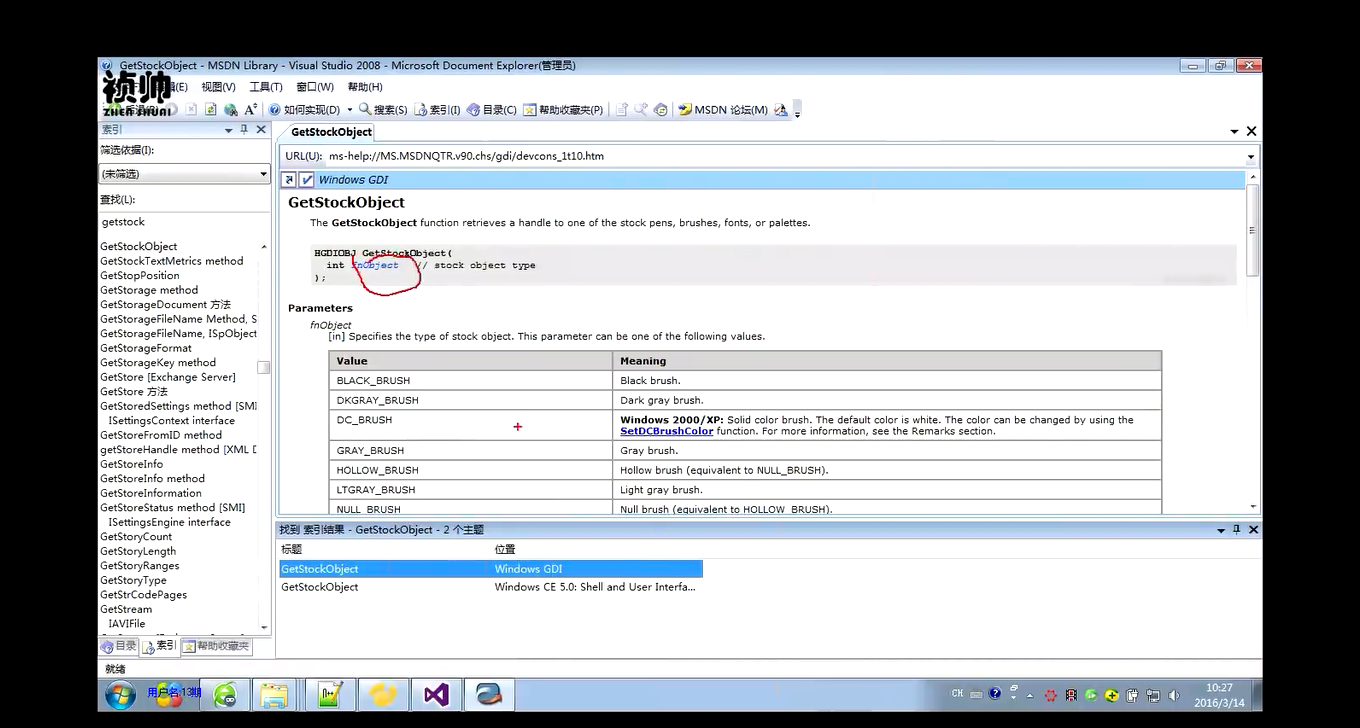 GetStockObject - MSDN Library - Visual Studio 2008 - Microsoft Document Explorer(管理员)
祯帅
ZHEN SHUAI
视图(V) 工具(T) 窗口(W) 帮助(H)
如何实现(D) 搜索(S) 索引(I) 目录(C) 帮助收藏夹(P) MSDN 论坛(M)
索引
筛选依据(I):
(未筛选)
查找(L):
getstock
GetStockObject
GetStockTextMetrics method
GetStopPosition
GetStorage method
GetStorageDocument 方法
GetStorageFileName Method, S
GetStorageFileName, ISpObject
GetStorageFormat
GetStorageKey method
GetStore [Exchange Server]
GetStore 方法
GetStoredSettings method [SMI
ISettingsContext interface
GetStoreFromID method
getStoreHandle method [XML D
GetStoreInfo
GetStoreInfo method
GetStoreInformation
GetStoreStatus method [SMI]
ISettingsEngine interface
GetStoryCount
GetStoryLength
GetStoryRanges
GetStoryType
GetStrCodePages
GetStream
IAVIFile
目录 索引 帮助收藏夹
GetStockObject
URL(U): ms-help://MS.MSDNQTR.v90.chs/gdi/devcons_1t10.htm
Windows GDI
GetStockObject
The GetStockObject function retrieves a handle to one of the stock pens, brushes, fonts, or palettes.
HGDIOBJ GetStockObject(
int fnObject // stock object type
);
Parameters
fnObject
[in] Specifies the type of stock object. This parameter can be one of the following values.
Value Meaning
BLACK_BRUSH Black brush.
DKGRAY_BRUSH Dark gray brush.
DC_BRUSH Windows 2000/XP: Solid color brush. The default color is white. The color can be changed by using the
SetDCBrushColor function. For more information, see the Remarks section.
GRAY_BRUSH Gray brush.
HOLLOW_BRUSH Hollow brush (equivalent to NULL_BRUSH).
LTGRAY_BRUSH Light gray brush.
NULL_BRUSH Null brush (equivalent to HOLLOW_BRUSH).
找到 索引结果 - GetStockObject - 2 个主题
标题 位置
GetStockObject Windows GDI
GetStockObject Windows CE 5.0: Shell and User Interfa...
就绪
用户名:13期
CH
10:27
2016/3/14